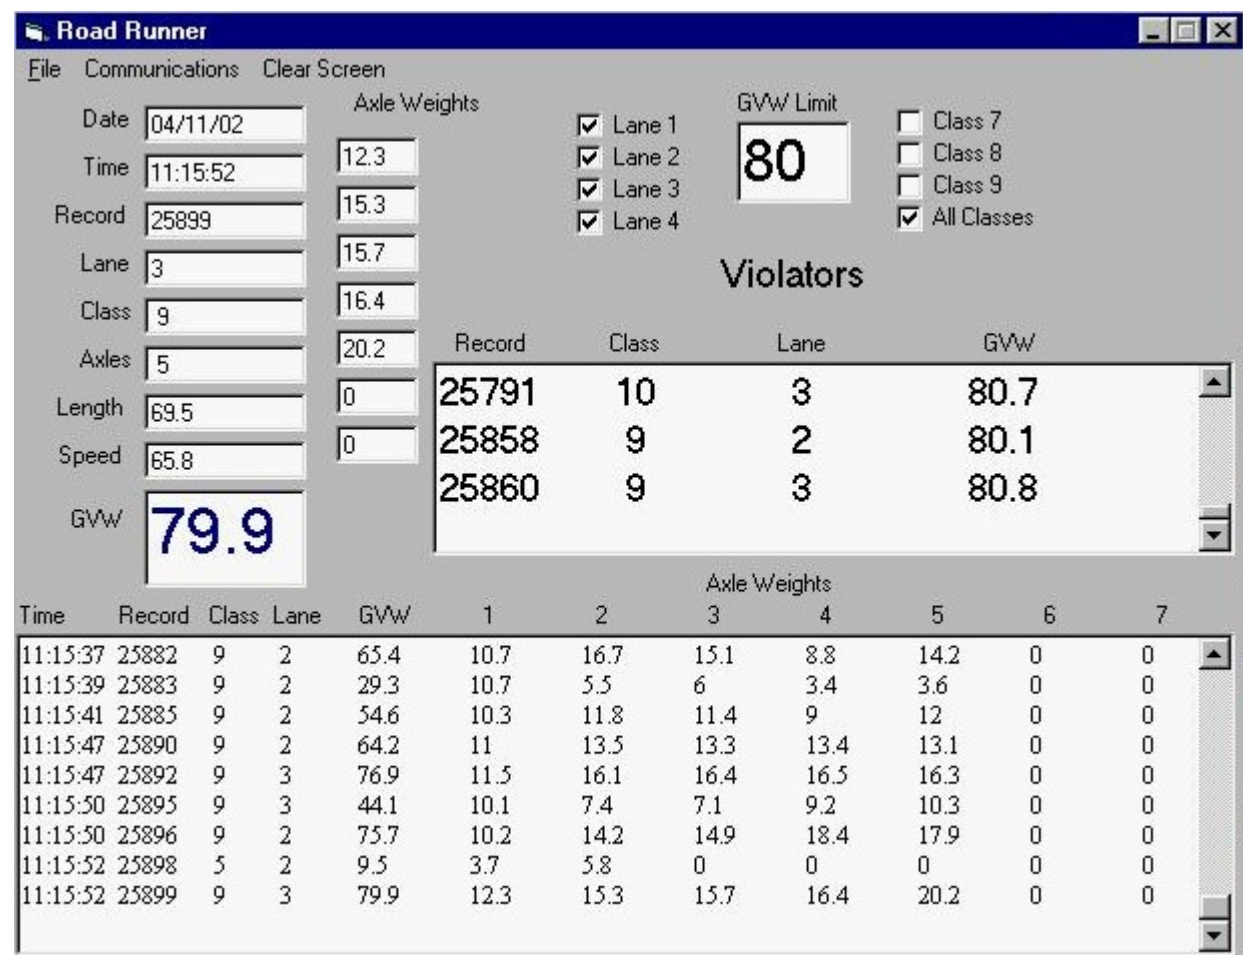 Road Runner
File Communications Clear Screen
Date 04/11/02
Time 11:15:52
Record 25899
Lane 3
Class 9
Axles 5
Length 69.5
Speed 65.8
GVW 79.9
Axle Weights
12.3
15.3
15.7
16.4
20.2
0
0
Lane 1
Lane 2
Lane 3
Lane 4
GVW Limit
80
Class 7
Class 8
Class 9
All Classes
Violators
Record Class Lane GVW
25791 10 3 80.7
25858 9 2 80.1
25860 9 3 80.8
Axle Weights
Time Record Class Lane GVW 1 2 3 4 5 6 7
11:15:37 25882 9 2 65.4 10.7 16.7 15.1 8.8 14.2 0 0
11:15:39 25883 9 2 29.3 10.7 5.5 6 3.4 3.6 0 0
11:15:41 25885 9 2 54.6 10.3 11.8 11.4 9 12 0 0
11:15:47 25890 9 2 64.2 11 13.5 13.3 13.4 13.1 0 0
11:15:47 25892 9 3 76.9 11.5 16.1 16.4 16.5 16.3 0 0
11:15:50 25895 9 3 44.1 10.1 7.4 7.1 9.2 10.3 0 0
11:15:50 25896 9 2 75.7 10.2 14.2 14.9 18.4 17.9 0 0
11:15:52 25898 5 2 9.5 3.7 5.8 0 0 0 0 0
11:15:52 25899 9 3 79.9 12.3 15.3 15.7 16.4 20.2 0 0